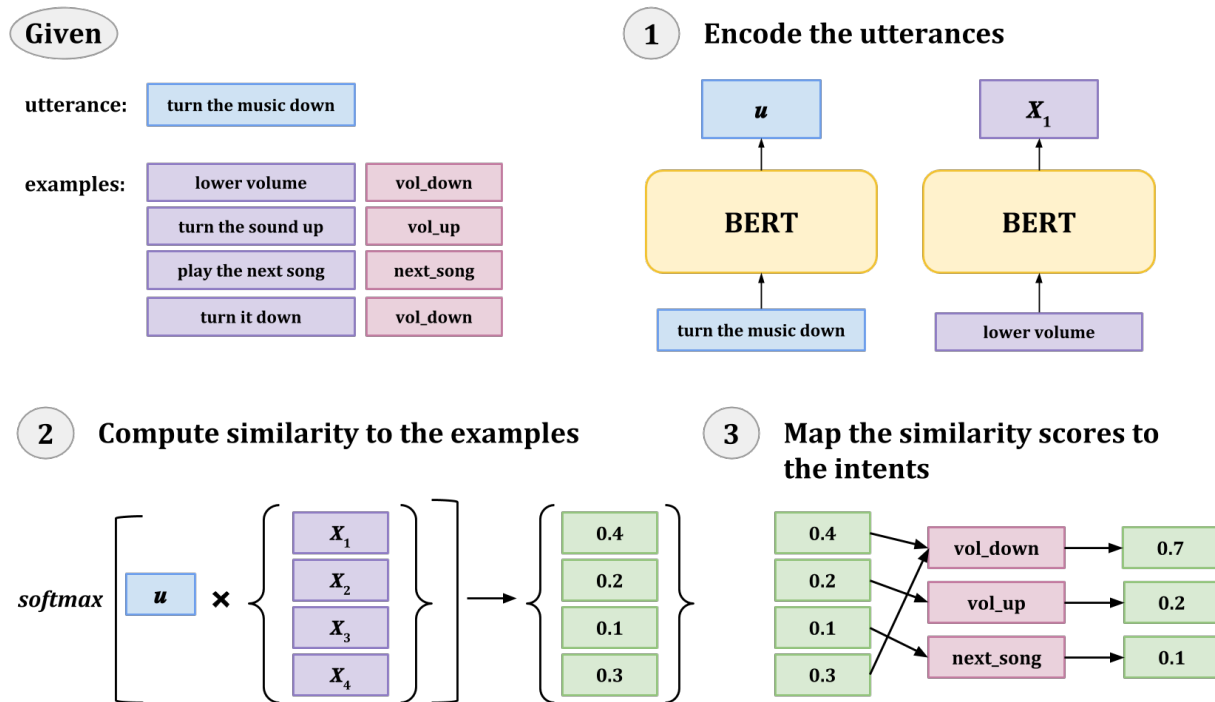 Given
utterance: turn the music down
examples: lower volume vol_down
turn the sound up vol_up
play the next song next_song
turn it down vol_down
1 Encode the utterances
u X1
BERT BERT
turn the music down lower volume
2 Compute similarity to the examples
softmax [ u × { X1 X2 X3 X4 } ] → { 0.4 0.2 0.1 0.3 }
3 Map the similarity scores to
the intents
0.4 vol_down 0.7
0.2 vol_up 0.2
0.1 next_song 0.1
0.3